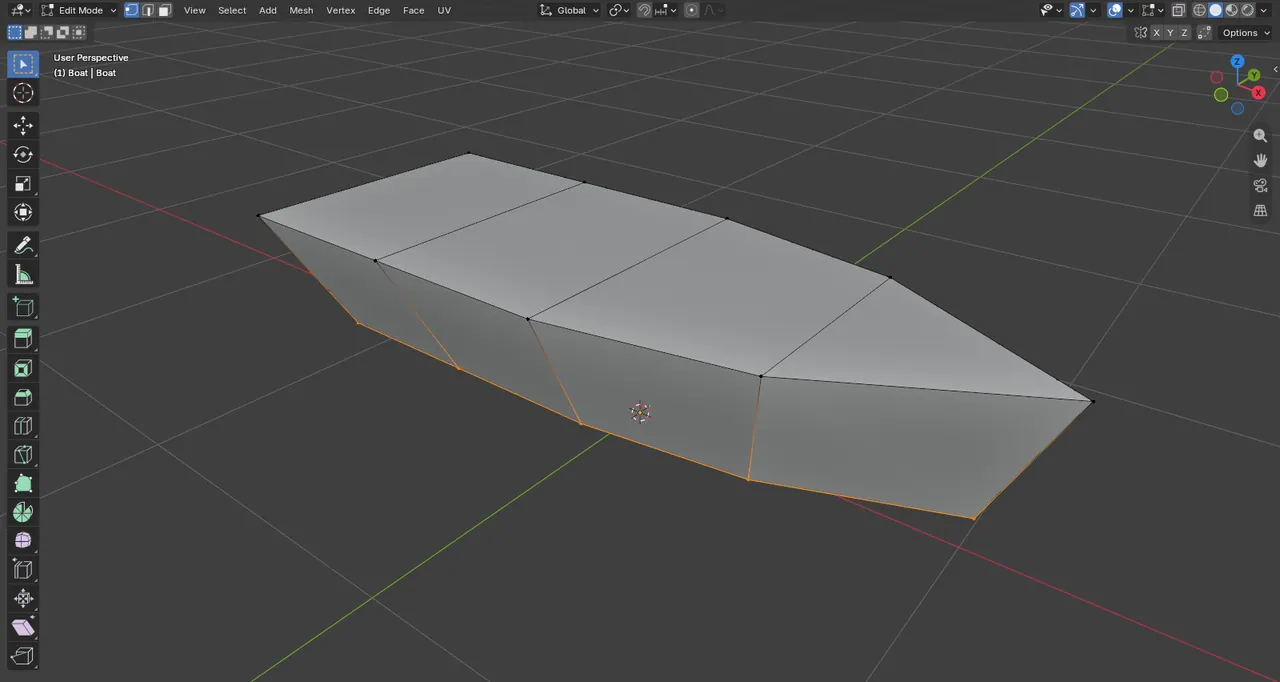 Edit Mode View Select Add Mesh Vertex Edge Face UV Global
X Y Z Options
User Perspective
(1) Boat | Boat
Z
Y
X